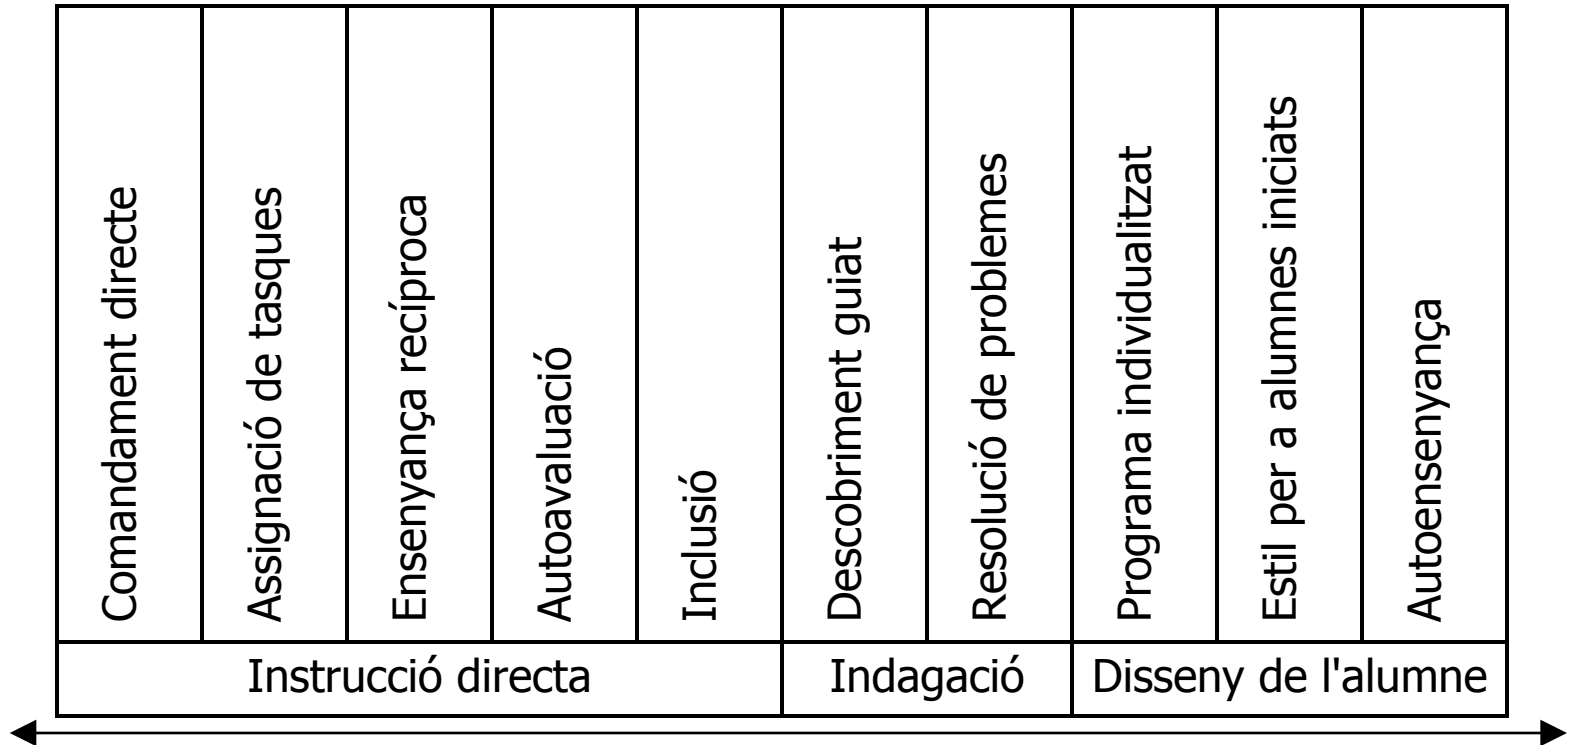 Comandament directe
Assignació de tasques
Ensenyança recíproca
Autoavaluació
Inclusió
Descobriment guiat
Resolució de problemes
Programa individualitzat
Estil per a alumnes iniciats
Autoensenyança
Instrucció directa
Indagació
Disseny de l'alumne